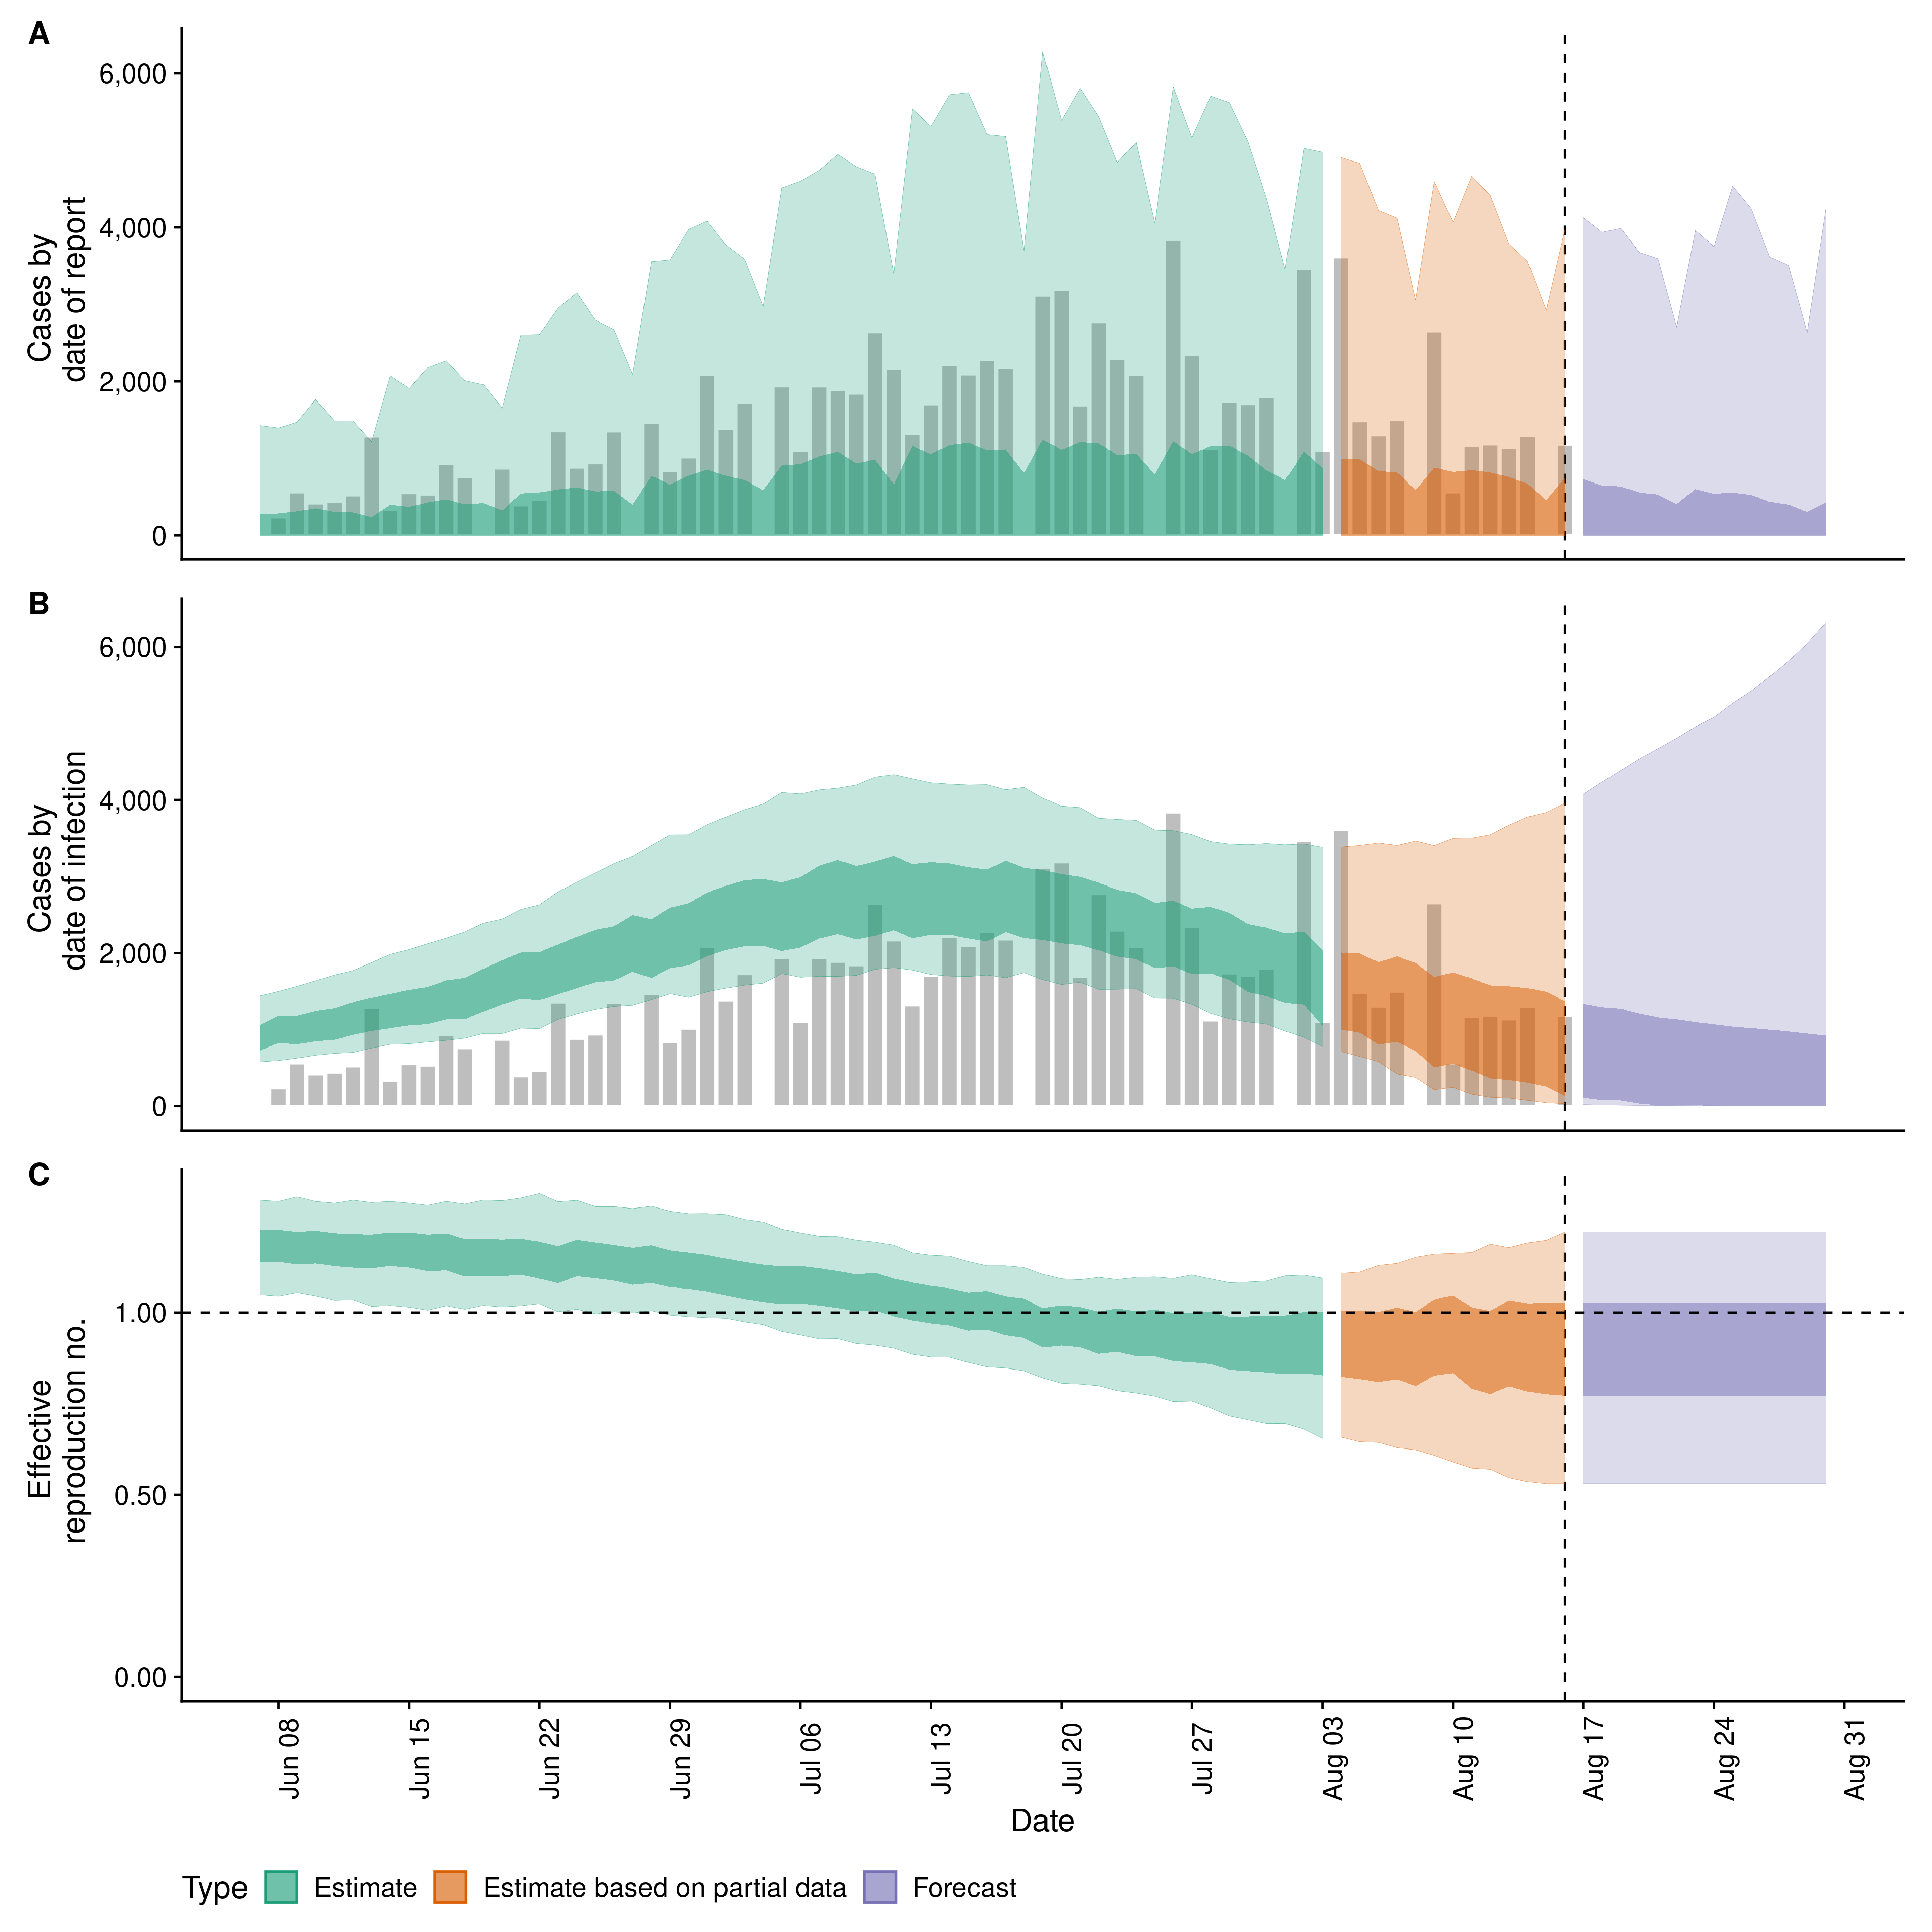 A
6,000
4,000
2,000
0
Cases by
date of report
B
6,000
4,000
2,000
0
Cases by
date of infection
C
1.00
0.50
0.00
Effective
reproduction no.
Jun 08
Jun 15
Jun 22
Jun 29
Jul 06
Jul 13
Jul 20
Jul 27
Aug 03
Aug 10
Aug 17
Aug 24
Aug 31
Date
Type Estimate Estimate based on partial data Forecast